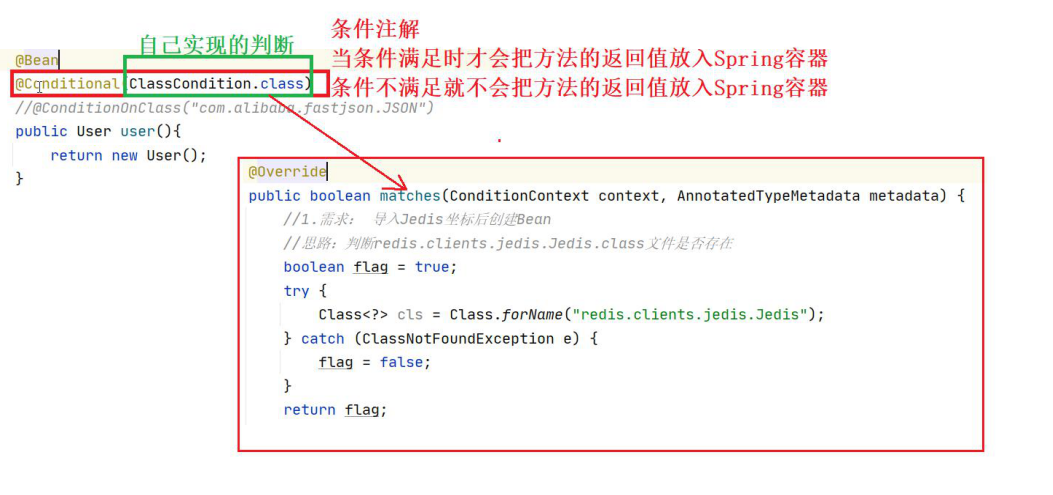 条件注解
自己实现的判断
当条件满足时才会把方法的返回值放入Spring容器
条件不满足就不会把方法的返回值放入Spring容器
@Bean
@Conditional(ClassCondition.class)
//@ConditionOnClass("com.alibaba.fastjson.JSON")
public User user(){
return new User();
}
@Override
public boolean matches(ConditionContext context, AnnotatedTypeMetadata metadata) {
//1.需求： 导入Jedis坐标后创建Bean
//思路：判断redis.clients.jedis.Jedis.class文件是否存在
boolean flag = true;
try {
Class<?> cls = Class.forName("redis.clients.jedis.Jedis");
} catch (ClassNotFoundException e) {
flag = false;
}
return flag;